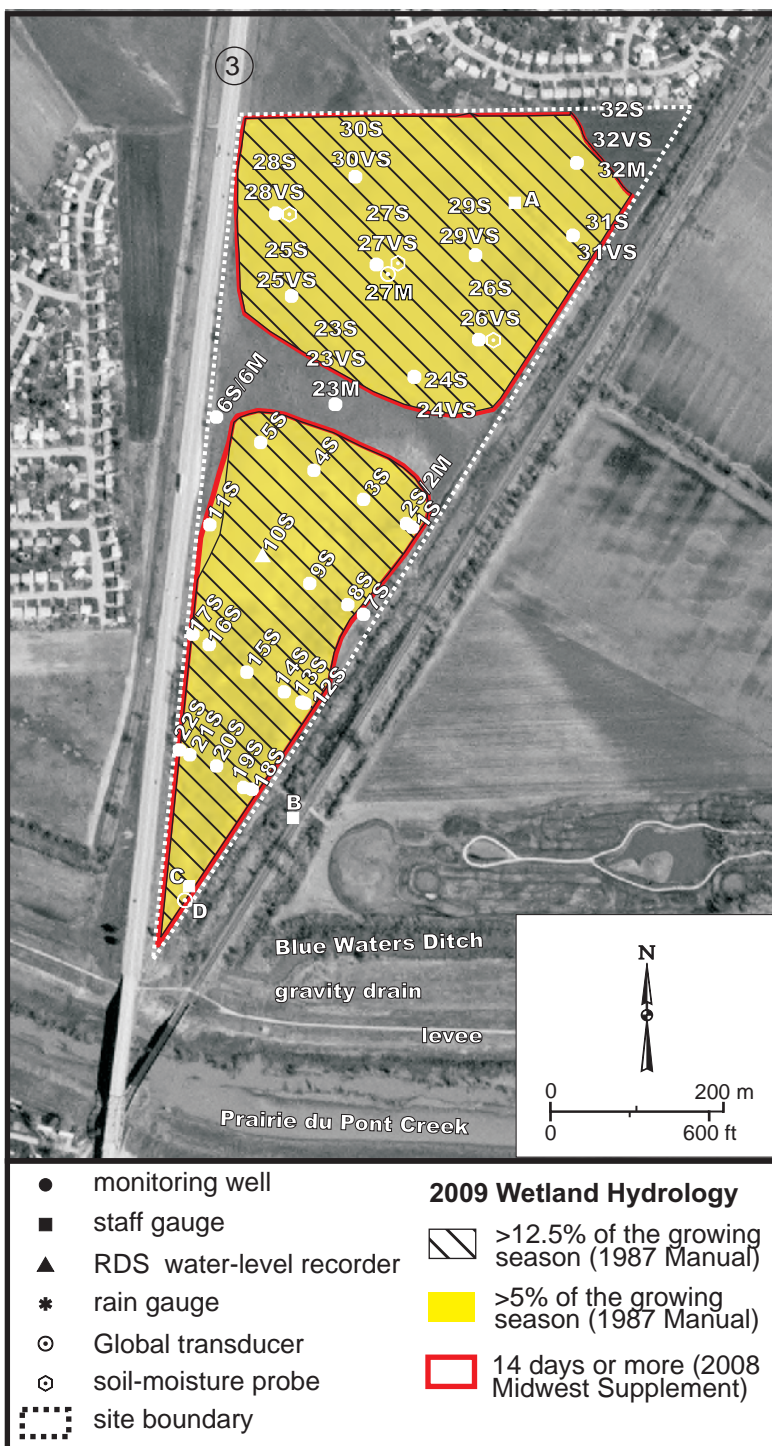 3
32S
30S
32VS
28S
30VS
32M
28VS
27S
29S
A
27VS
31S
25S
29VS
31VS
27M
26S
25VS
26VS
23S
23VS
24S
23M
24VS
6S/6M
5S
4S
3S
2S/2M
1S
11S
10S
9S
8S
7S
17S
16S
15S
14S
13S
12S
22S
21S
20S
19S
18S
B
C
D
Blue Waters Ditch
gravity drain
levee
Prairie du Pont Creek
N
0 200 m
0 600 ft
monitoring well
staff gauge
RDS water-level recorder
rain gauge
Global transducer
soil-moisture probe
site boundary
2009 Wetland Hydrology
>12.5% of the growing
season (1987 Manual)
>5% of the growing
season (1987 Manual)
14 days or more (2008
Midwest Supplement)